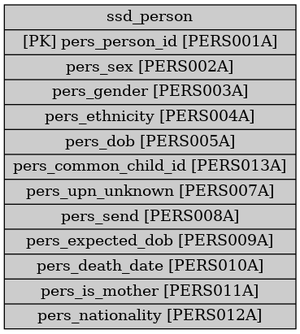 ssd_person
[PK] pers_person_id [PERS001A]
pers_sex [PERS002A]
pers_gender [PERS003A]
pers_ethnicity [PERS004A]
pers_dob [PERS005A]
pers_common_child_id [PERS013A]
pers_upn_unknown [PERS007A]
pers_send [PERS008A]
pers_expected_dob [PERS009A]
pers_death_date [PERS010A]
pers_is_mother [PERS011A]
pers_nationality [PERS012A]